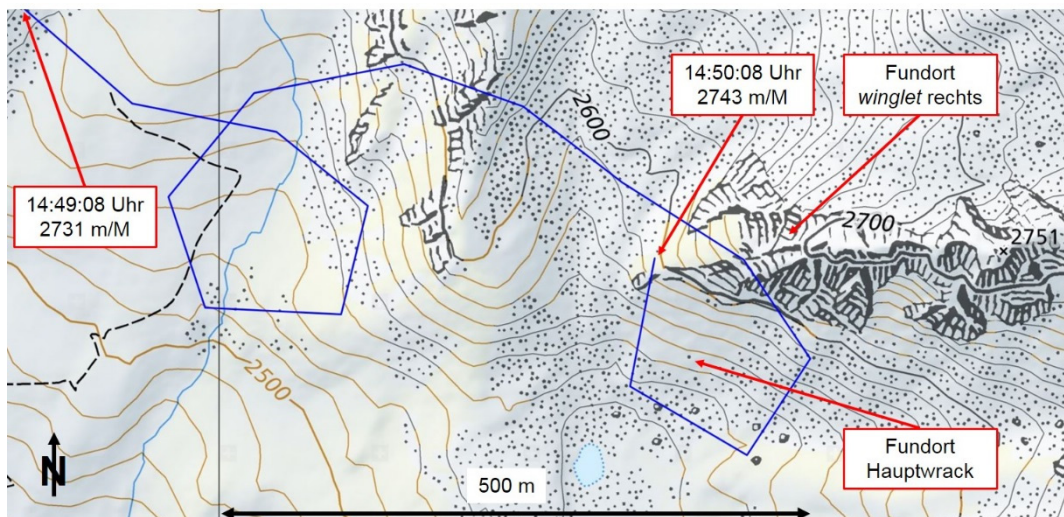 14:50:08 Uhr
2743 m/M
Fundort
winglet rechts
2600
14:49:08 Uhr
2731 m/M
2700
2751
2500
N
500 m
Fundort
Hauptwrack